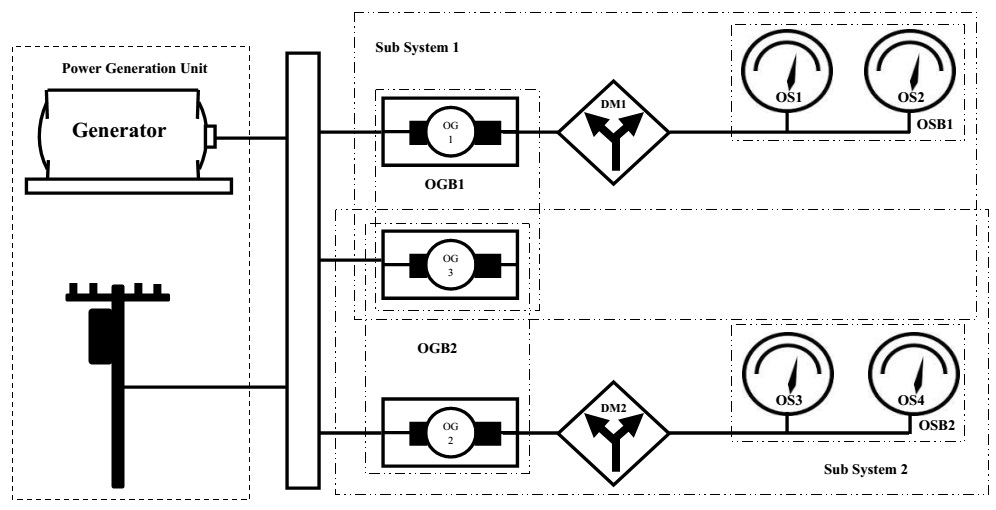 Power Generation Unit
Generator
Sub System 1
OG
1
OGB1
DM1
OS1
OS2
OSB1
OG
3
OGB2
OG
2
DM2
OS3
OS4
OSB2
Sub System 2